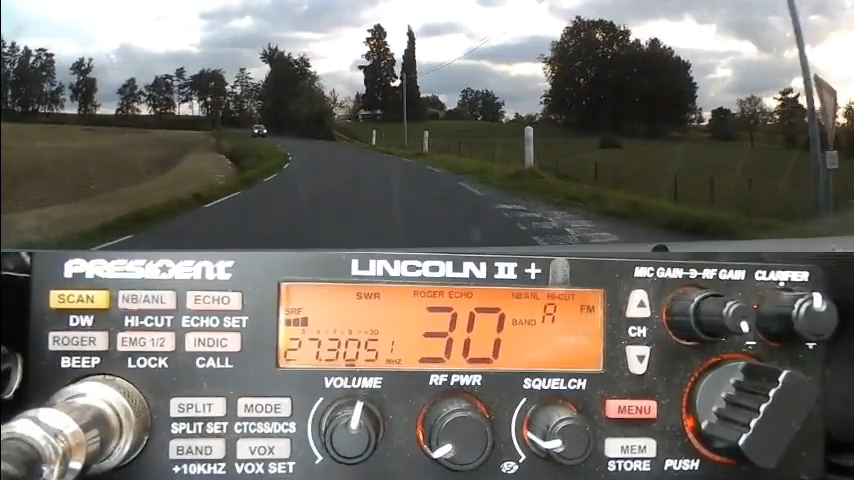 PRESIDENT LINCOLN II + MIC GAIN RF GAIN CLARIFIER
SCAN NB/ANL ECHO
DW HI-CUT ECHO SET
ROGER EMG 1/2 INDIC
BEEP LOCK CALL
SWR ROGER ECHO NB/ANL HI-CUT
SRF 30 BAND A FM
27.3051 MHZ
CH
VOLUME RF PWR SQUELCH
SPLIT MODE MENU
SPLIT SET CTCSS/DCS
BAND VOX MEM
+10KHZ VOX SET STORE PUSH